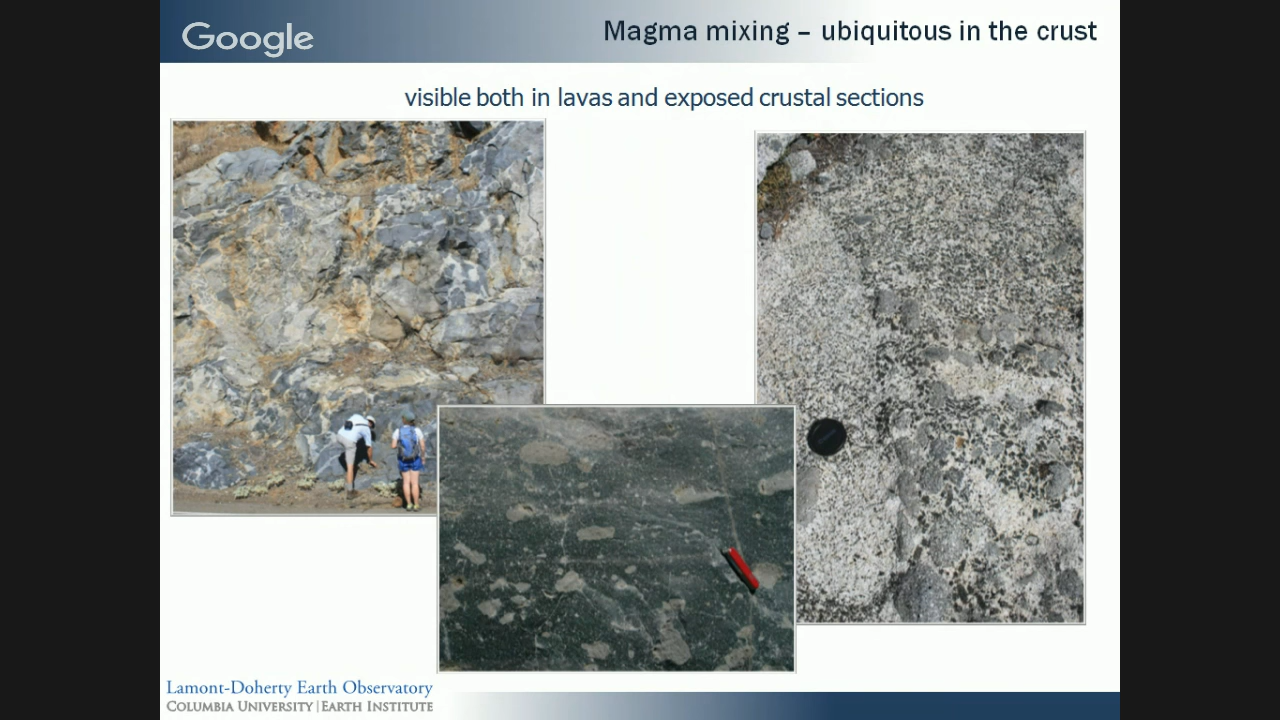 Google
Magma mixing – ubiquitous in the crust
visible both in lavas and exposed crustal sections
Lamont-Doherty Earth Observatory
COLUMBIA UNIVERSITY | EARTH INSTITUTE